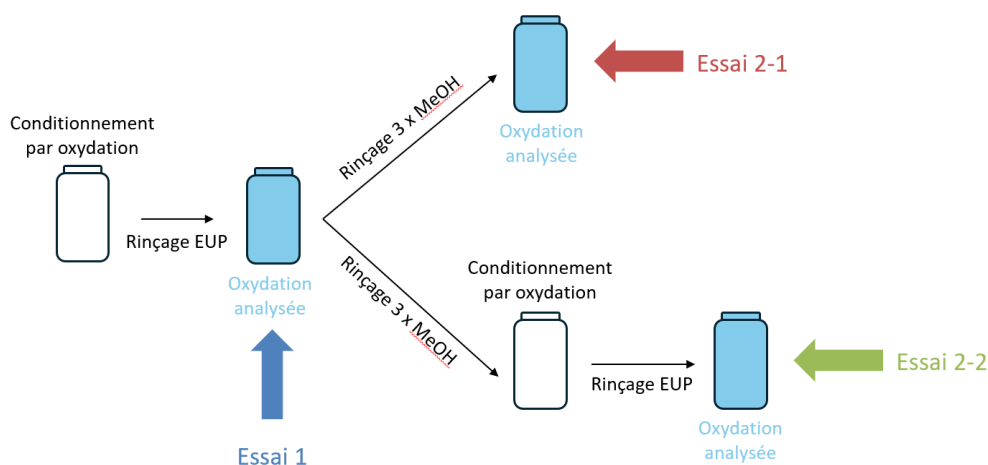 Conditionnement
par oxydation
Rinçage EUP
Oxydation
analysée
Essai 1
Rinçage 3 x MeOH
Oxydation
analysée
Essai 2-1
Rinçage 3 x MeOH
Conditionnement
par oxydation
Rinçage EUP
Oxydation
analysée
Essai 2-2